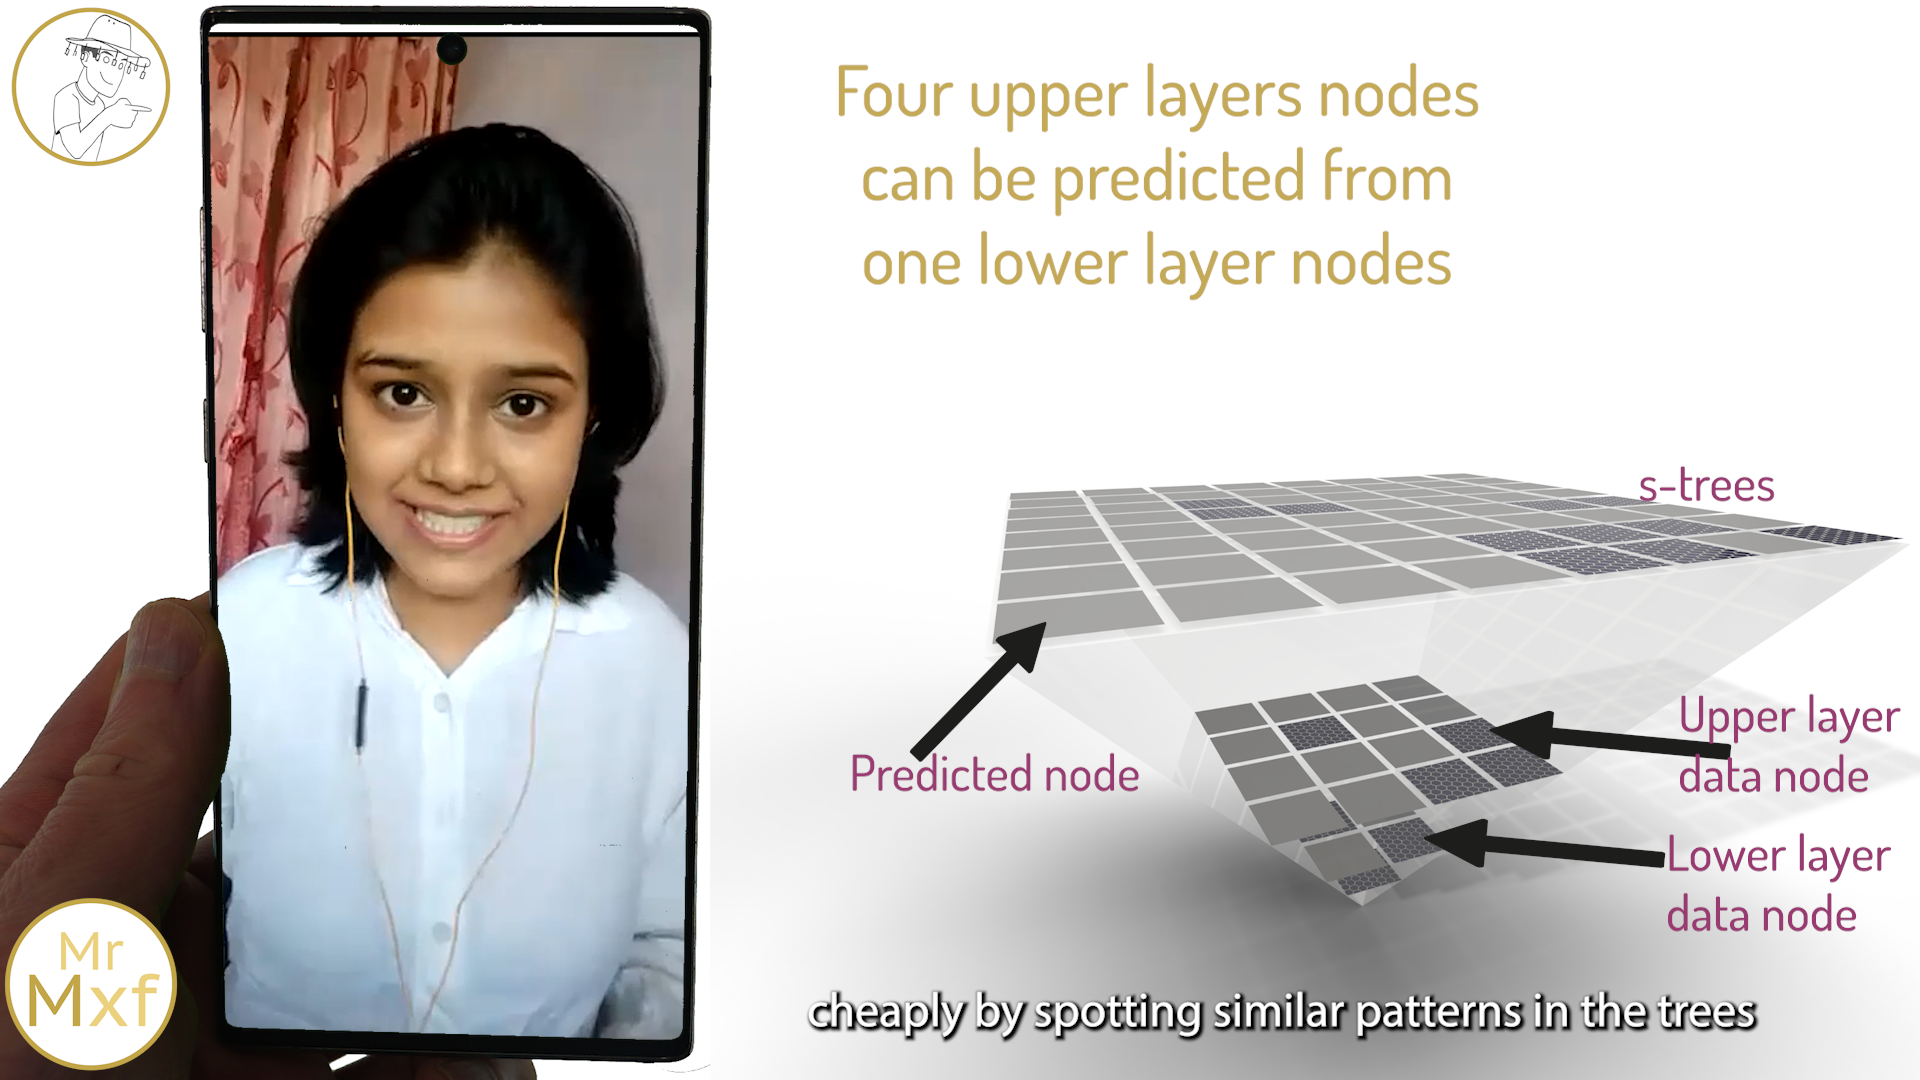 Four upper layers nodes
can be predicted from
one lower layer nodes
s-trees
Predicted node
Upper layer
data node
Lower layer
data node
Mr
Mxf
cheaply by spotting similar patterns in the trees